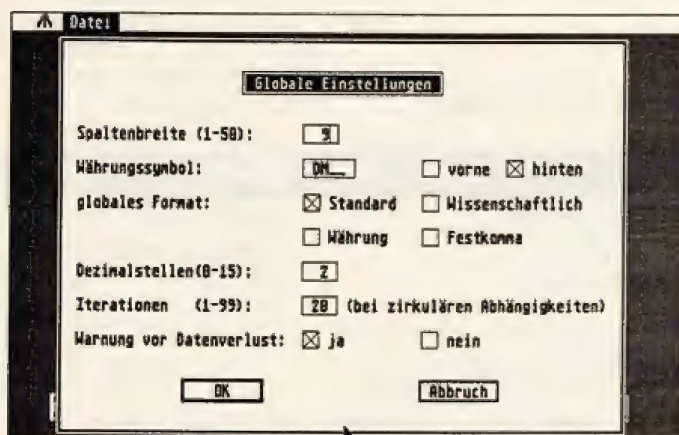 Datei
Globale Einstellungen
Spaltenbreite (1-50): 9
Währungssymbol: DM__ vorne hinten
globales Format: Standard Wissenschaftlich
Währung Festkomma
Dezimalstellen(0-15): 2
Iterationen (1-99): 20 (bei zirkulären Abhängigkeiten)
Warnung vor Datenverlust: ja nein
OK Abbruch